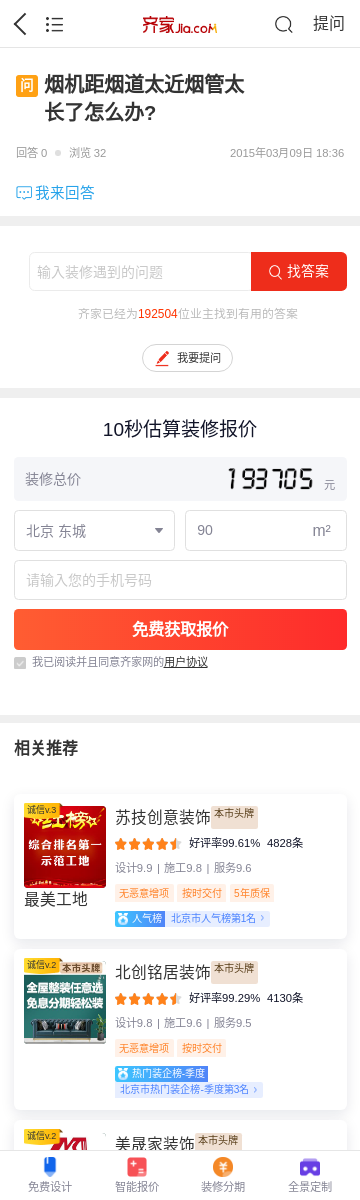 齐家Jia.com
提问
问 烟机距烟道太近烟管太
长了怎么办?
回答 0 浏览 32 2015年03月09日 18:36
我来回答
输入装修遇到的问题 找答案
齐家已经为192504位业主找到有用的答案
我要提问
10秒估算装修报价
装修总价 193705 元
北京 东城 90 m²
请输入您的手机号码
免费获取报价
我已阅读并且同意齐家网的用户协议
相关推荐
诚信v.3
红榜
综合排名第一
示范工地
最美工地
苏技创意装饰 本市头牌
好评率99.61% 4828条
设计9.9 | 施工9.8 | 服务9.6
无恶意增项 按时交付 5年质保
人气榜 北京市人气榜第1名 >
诚信v.2
本市头牌
全屋整装任意选
免息分期轻松装
北创铭居装饰 本市头牌
好评率99.29% 4130条
设计9.8 | 施工9.6 | 服务9.5
无恶意增项 按时交付
热门装企榜-季度
北京市热门装企榜-季度第3名 >
诚信v.2
美晟家装饰 本市头牌
免费设计 智能报价 装修分期 全景定制